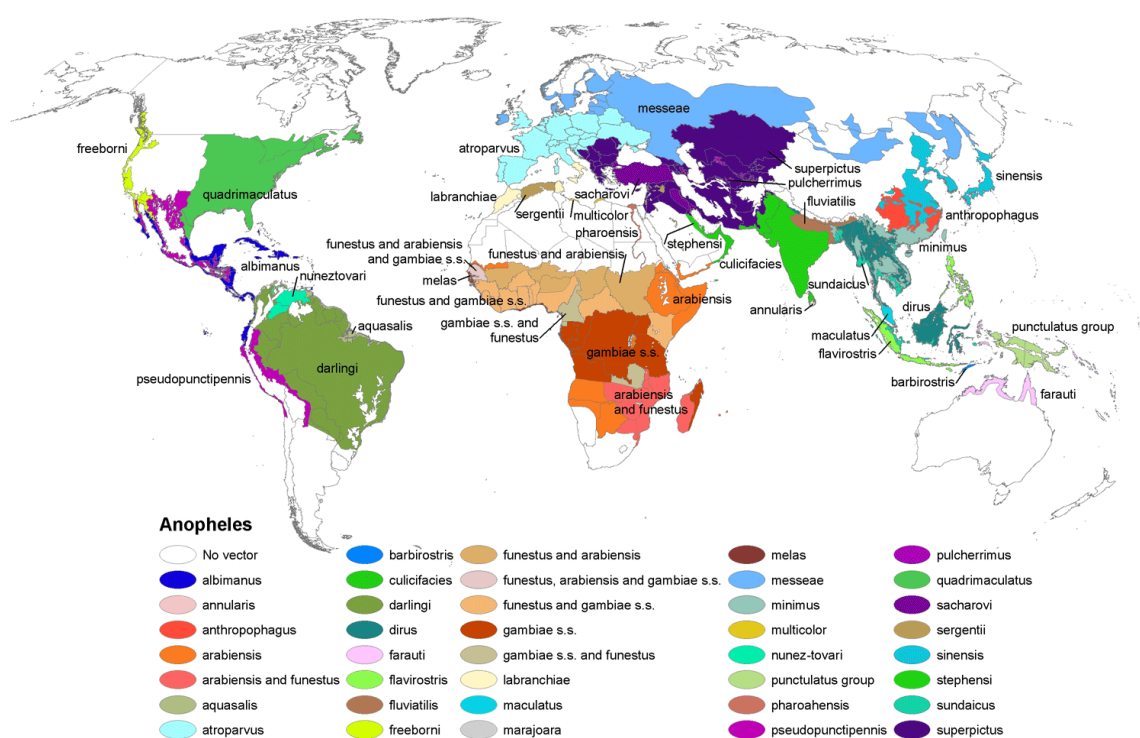 messeae
freeborni
atroparvus
superpictus
pulcherrimus
sinensis
quadrimaculatus
labranchiae
sacharovi
fluviatilis
sergentii
multicolor
anthropophagus
pharoensis
funestus and arabiensis
and gambiae s.s.
stephensi
minimus
funestus and arabiensis
albimanus
culicifacies
nuneztovari
melas
sundaicus
funestus and gambiae s.s.
arabiensis
annularis
dirus
aquasalis
gambiae s.s. and
funestus
maculatus
punctulatus group
gambiae s.s.
flavirostris
darlingi
pseudopunctipennis
barbirostris
arabiensis
and funestus
farauti
Anopheles
No vector
albimanus
annularis
anthropophagus
arabiensis
arabiensis and funestus
aquasalis
atroparvus
barbirostris
culicifacies
darlingi
dirus
farauti
flavirostris
fluviatilis
freeborni
funestus and arabiensis
funestus, arabiensis and gambiae s.s.
funestus and gambiae s.s.
gambiae s.s.
gambiae s.s. and funestus
labranchiae
maculatus
marajoara
melas
messeae
minimus
multicolor
nunez-tovari
punctulatus group
pharoahensis
pseudopunctipennis
pulcherrimus
quadrimaculatus
sacharovi
sergentii
sinensis
stephensi
sundaicus
superpictus